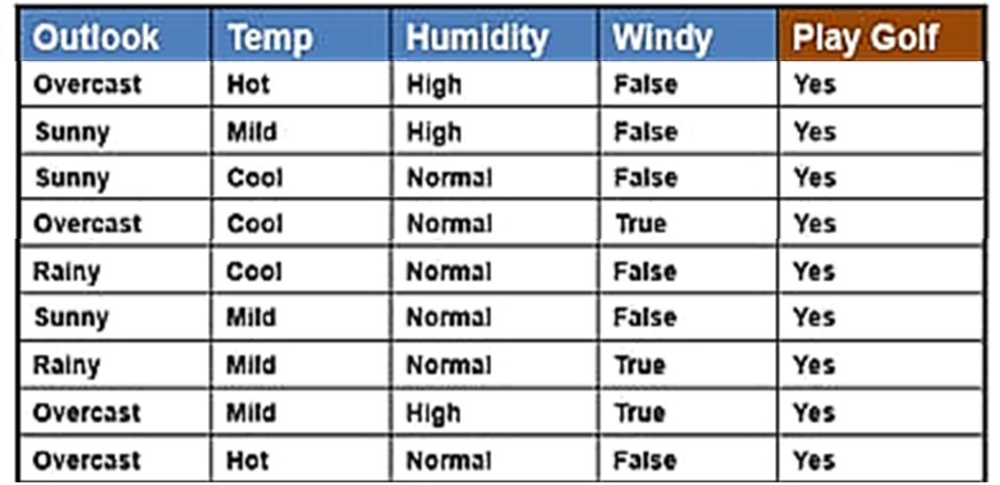 Outlook Temp Humidity Windy Play Golf
Overcast Hot High False Yes
Sunny Mild High False Yes
Sunny Cool Normal False Yes
Overcast Cool Normal True Yes
Rainy Cool Normal False Yes
Sunny Mild Normal False Yes
Rainy Mild Normal True Yes
Overcast Mild High True Yes
Overcast Hot Normal False Yes